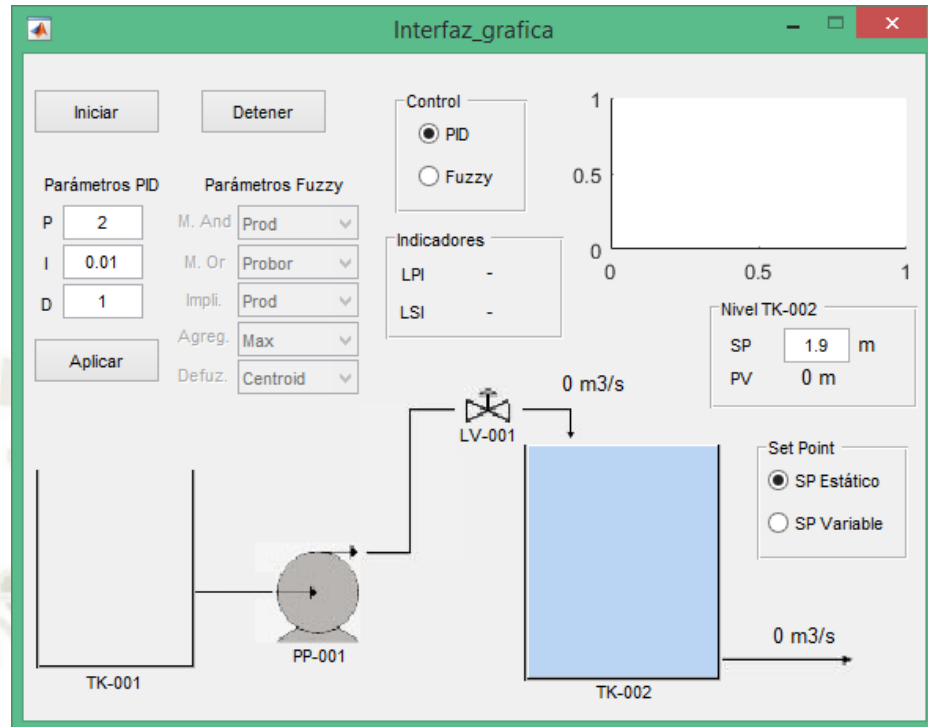 Interfaz_grafica
Iniciar
Detener
Parámetros PID
P 2
I 0.01
D 1
Aplicar
Parámetros Fuzzy
M. And Prod
M. Or Probor
Impli. Prod
Agreg. Max
Defuz. Centroid
Control
PID
Fuzzy
Indicadores
LPI -
LSI -
1
0.5
0
0 0.5 1
Nivel TK-002
SP 1.9 m
PV 0 m
Set Point
SP Estático
SP Variable
0 m3/s
LV-001
TK-001
PP-001
TK-002
0 m3/s